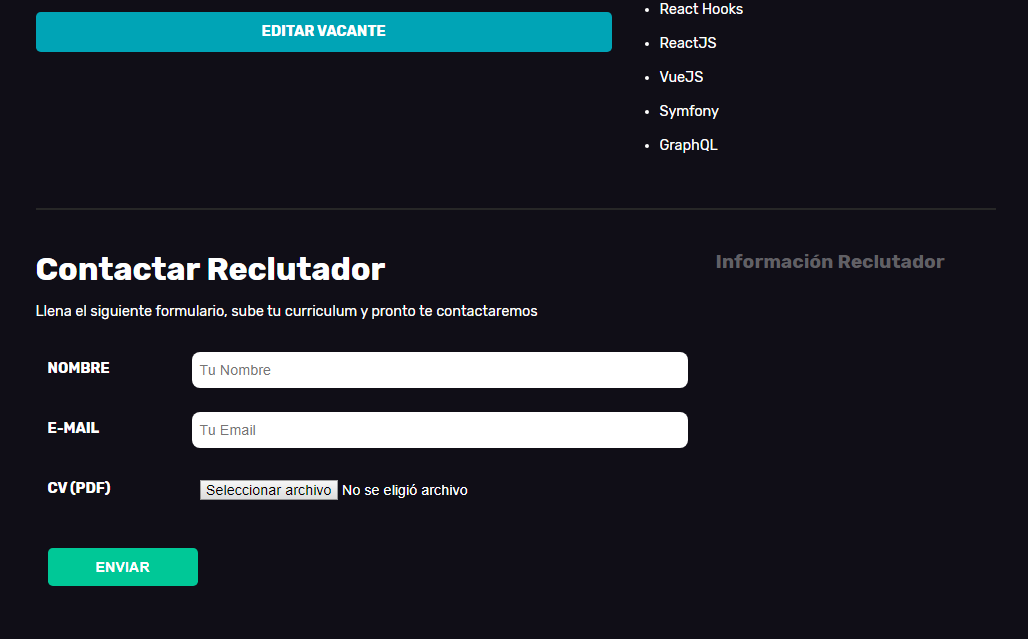 EDITAR VACANTE
React Hooks
ReactJS
VueJS
Symfony
GraphQL
Contactar Reclutador
Llena el siguiente formulario, sube tu curriculum y pronto te contactaremos
NOMBRE
Tu Nombre
E-MAIL
Tu Email
CV (PDF)
Seleccionar archivo No se eligió archivo
ENVIAR
Información Reclutador